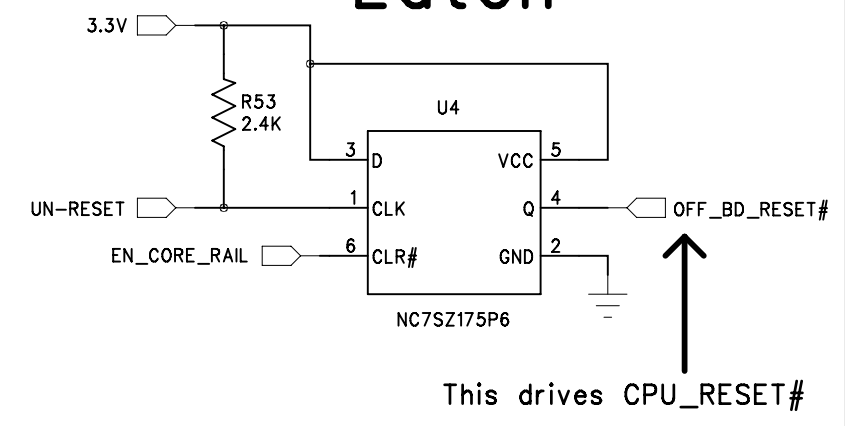 3.3V
R53
2.4K
U4
3 D VCC 5
UN-RESET 1 CLK Q 4 OFF_BD_RESET#
EN_CORE_RAIL 6 CLR# GND 2
NC7SZ175P6
This drives CPU_RESET#